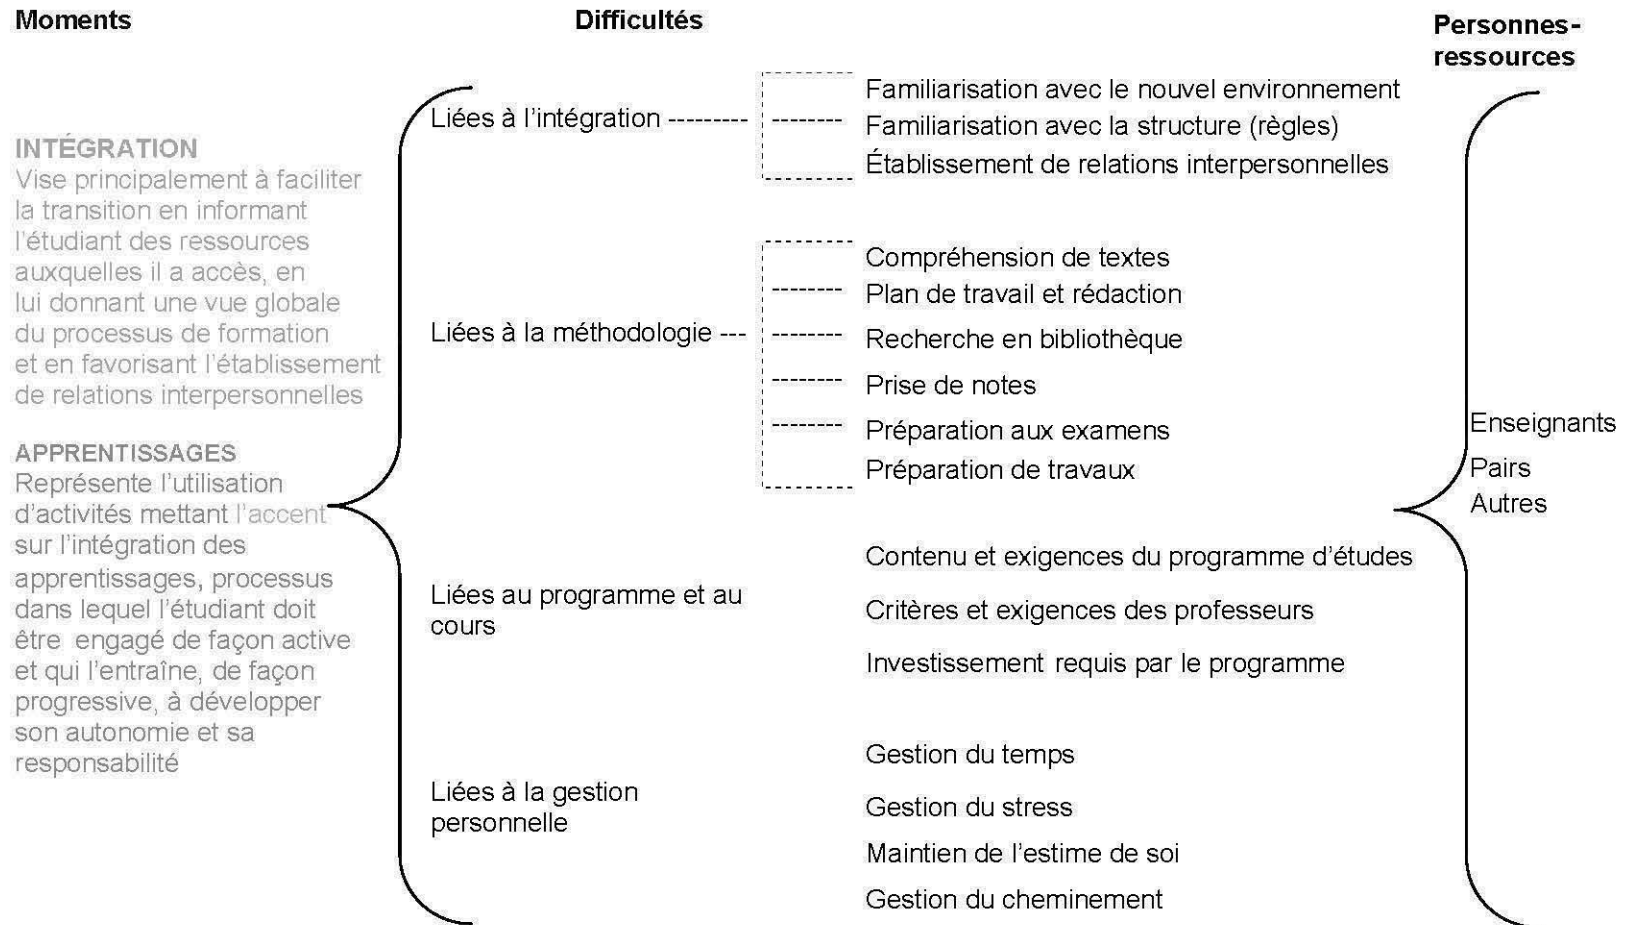 Moments
Difficultés
Personnes-
ressources
INTÉGRATION
Vise principalement à faciliter
la transition en informant
l'étudiant des ressources
auxquelles il a accès, en
lui donnant une vue globale
du processus de formation
et en favorisant l'établissement
de relations interpersonnelles
APPRENTISSAGES
Représente l'utilisation
d'activités mettant l'accent
sur l'intégration des
apprentissages, processus
dans lequel l'étudiant doit
être engagé de façon active
et qui l'entraîne, de façon
progressive, à développer
son autonomie et sa
responsabilité
Liées à l'intégration
Familiarisation avec le nouvel environnement
Familiarisation avec la structure (règles)
Établissement de relations interpersonnelles
Liées à la méthodologie
Compréhension de textes
Plan de travail et rédaction
Recherche en bibliothèque
Prise de notes
Préparation aux examens
Préparation de travaux
Liées au programme et au
cours
Contenu et exigences du programme d'études
Critères et exigences des professeurs
Investissement requis par le programme
Liées à la gestion
personnelle
Gestion du temps
Gestion du stress
Maintien de l'estime de soi
Gestion du cheminement
Enseignants
Pairs
Autres